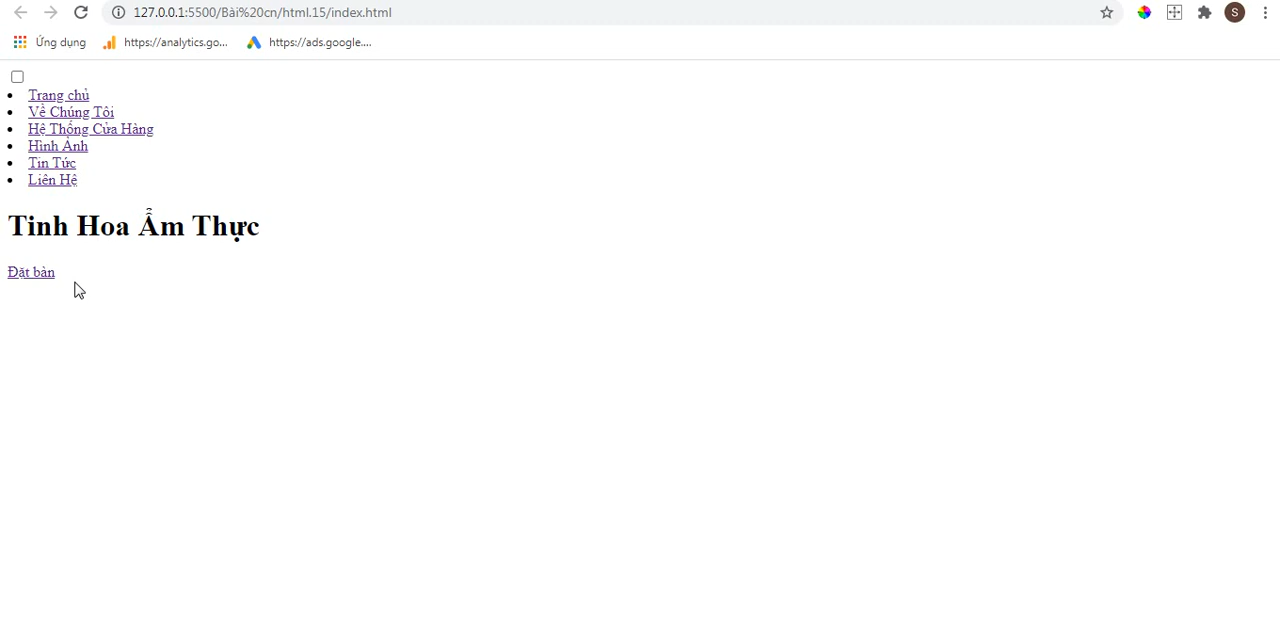 127.0.0.1:5500/Bài%20cn/html.15/index.html
S
Ứng dụng
https://analytics.go...
https://ads.google....
Trang chủ
Về Chúng Tôi
Hệ Thống Cửa Hàng
Hình Ảnh
Tin Tức
Liên Hệ
Tinh Hoa Ẩm Thực
Đặt bàn